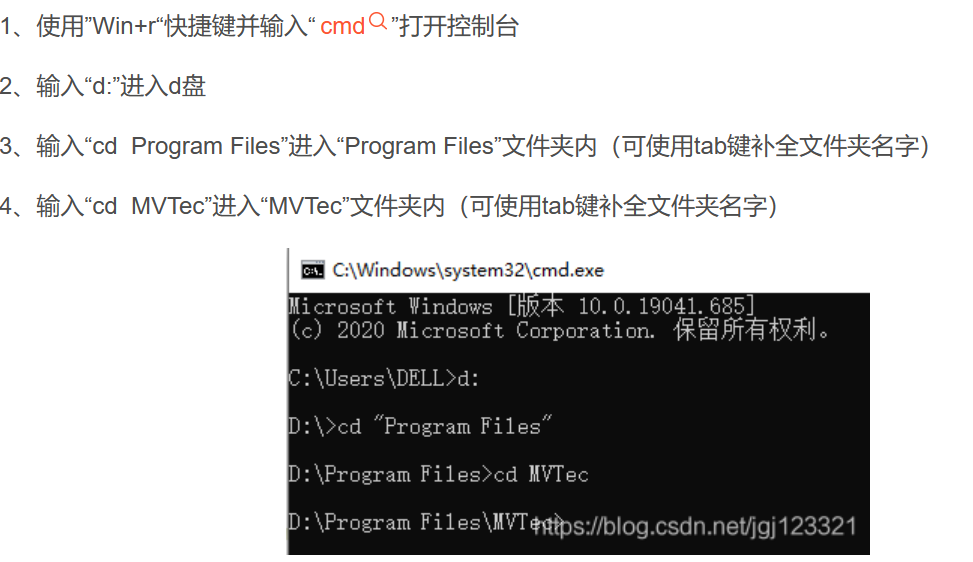 1、使用”Win+r“快捷键并输入“ cmd ”打开控制台
2、输入“d:”进入d盘
3、输入“cd  Program Files”进入“Program Files”文件夹内（可使用tab键补全文件夹名字）
4、输入“cd  MVTec”进入“MVTec”文件夹内（可使用tab键补全文件夹名字）
C:\Windows\system32\cmd.exe
Microsoft Windows [版本 10.0.19041.685]
(c) 2020 Microsoft Corporation. 保留所有权利。
C:\Users\DELL>d:
D:\>cd "Program Files"
D:\Program Files>cd MVTec
D:\Program Files\MVTec>
https://blog.csdn.net/jgj123321